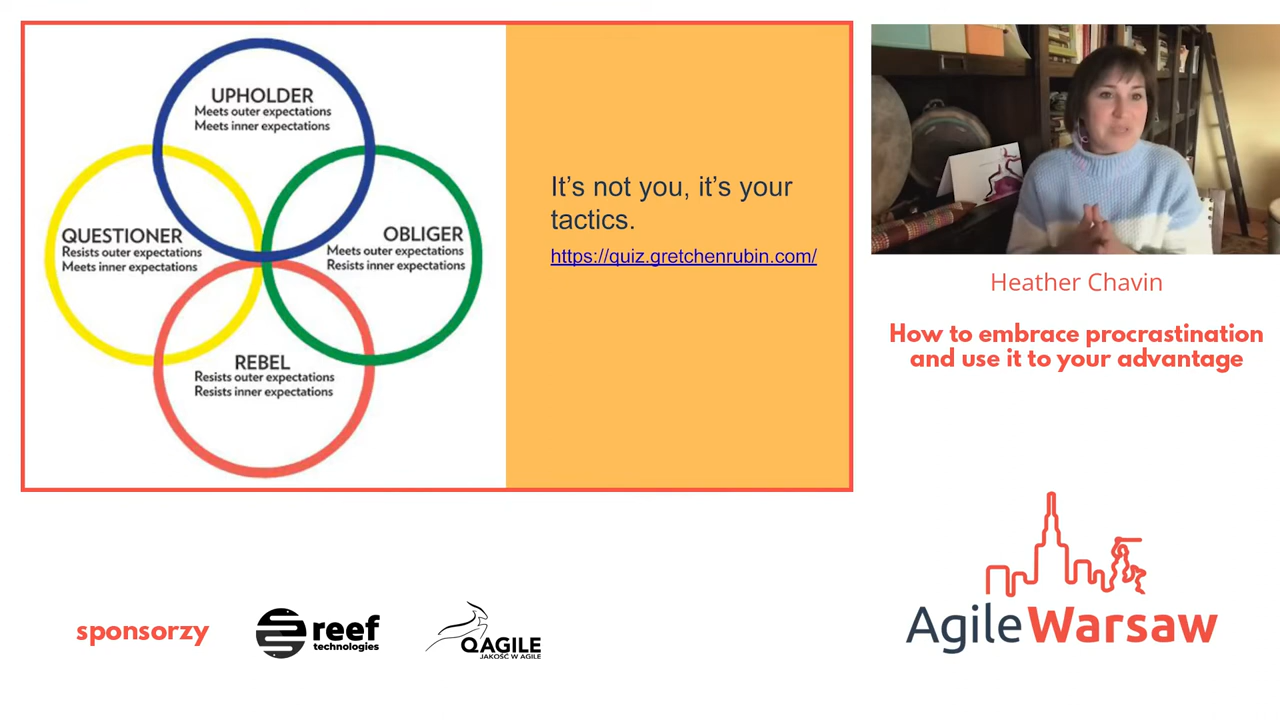 UPHOLDER
Meets outer expectations
Meets inner expectations
QUESTIONER
Resists outer expectations
Meets inner expectations
OBLIGER
Meets outer expectations
Resists inner expectations
REBEL
Resists outer expectations
Resists inner expectations
It's not you, it's your
tactics.
https://quiz.gretchenrubin.com/
Heather Chavin
How to embrace procrastination
and use it to your advantage
sponsorzy
reef
technologies
QAGILE
JAKOŚĆ W AGILE
AgileWarsaw